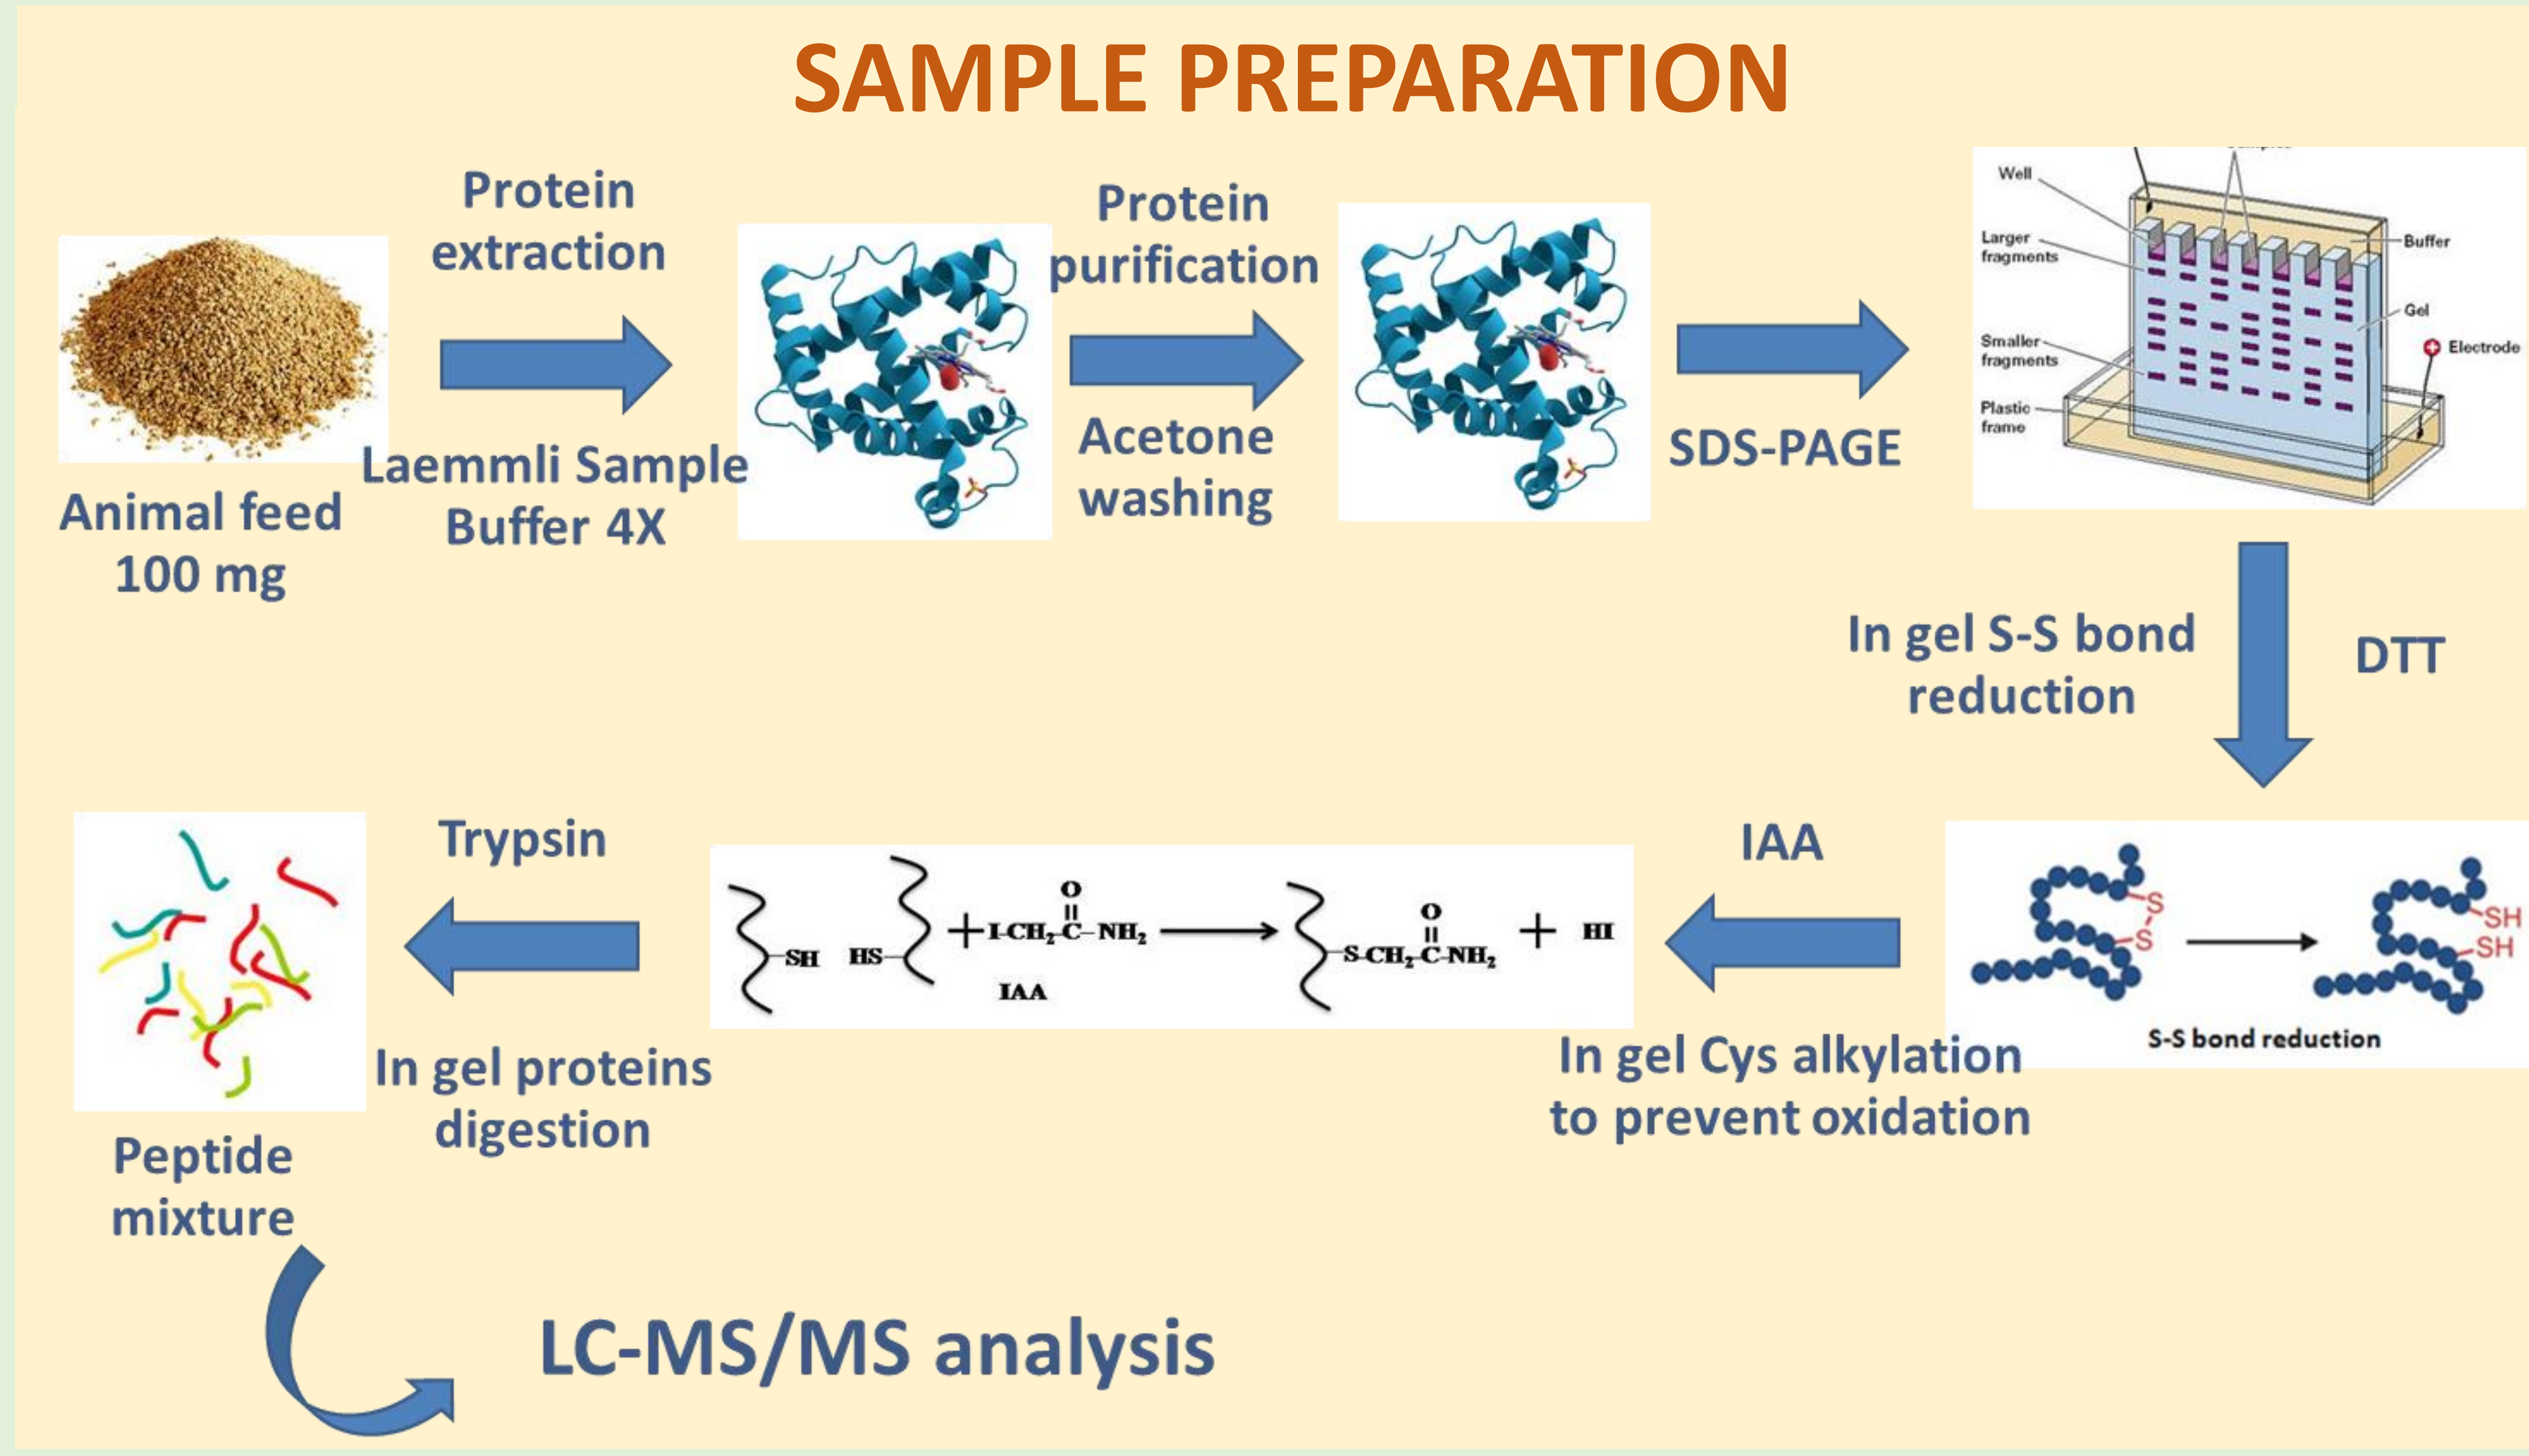 SAMPLE PREPARATION
Protein
extraction
Laemmli Sample
Buffer 4X
Animal feed
100 mg
Protein
purification
Acetone
washing
SDS-PAGE
Well
Larger
fragments
Smaller
fragments
Plastic
frame
Buffer
Gel
Electrode
In gel S-S bond
reduction
DTT
S
S
SH
SH
S-S bond reduction
IAA
In gel Cys alkylation
to prevent oxidation
SH HS + I-CH₂-C-NH₂
O
IAA
O
S-CH₂-C-NH₂ + HI
Trypsin
In gel proteins
digestion
Peptide
mixture
LC-MS/MS analysis